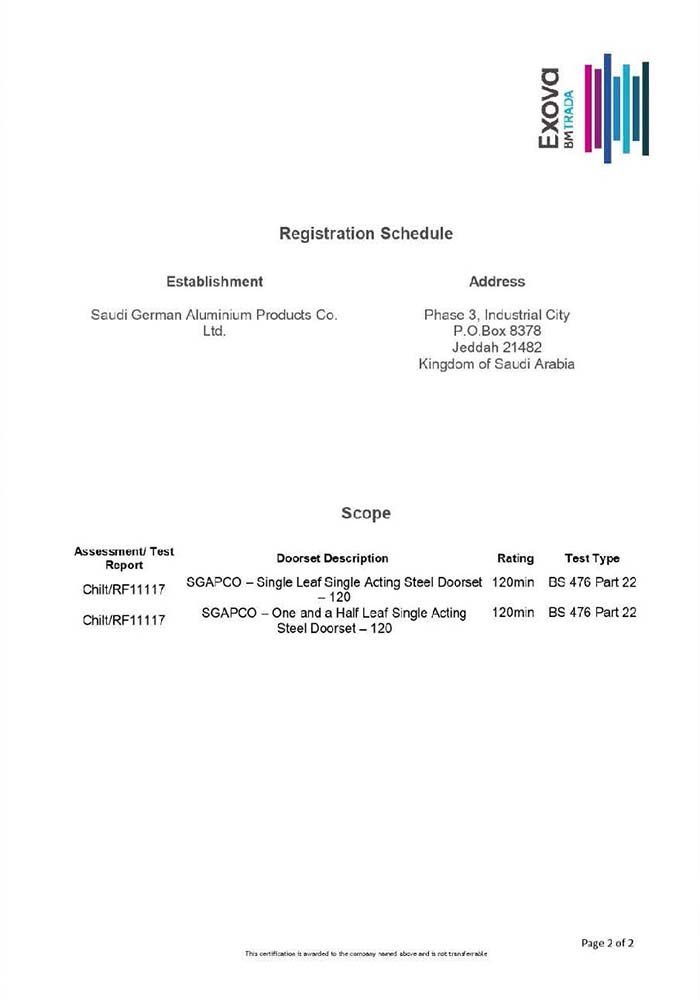 Exova
BMTRADA
Registration Schedule
Establishment
Address
Saudi German Aluminium Products Co.
Ltd.
Phase 3, Industrial City
P.O.Box 8378
Jeddah 21482
Kingdom of Saudi Arabia
Scope
Assessment/ Test
Report
Doorset Description
Rating
Test Type
Chilt/RF11117
SGAPCO – Single Leaf Single Acting Steel Doorset
– 120
120min
BS 476 Part 22
Chilt/RF11117
SGAPCO – One and a Half Leaf Single Acting
Steel Doorset – 120
120min
BS 476 Part 22
Page 2 of 2
This certification is awarded to the company named above and is not transferrable